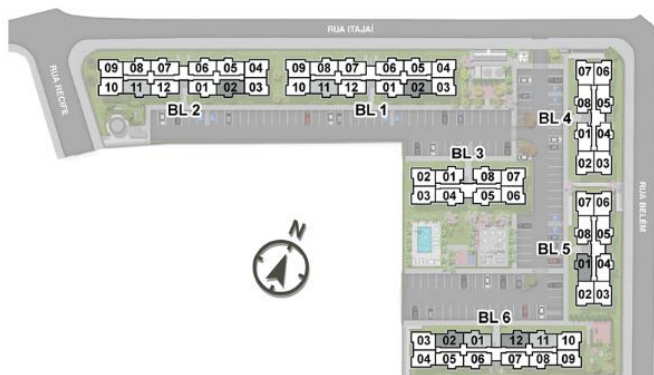 RUA ITAJAÍ
RUA RECIFE
09 08 07 06 05 04
10 11 12 01 02 03
BL 2
09 08 07 06 05 04
10 11 12 01 02 03
BL 1
07 06
08 05
01 04
02 03
BL 4
BL 3
02 01 08 07
03 04 05 06
RUA BELÉM
07 06
08 05
01 04
02 03
BL 5
N
BL 6
03 02 01 12 11 10
04 05 06 07 08 09